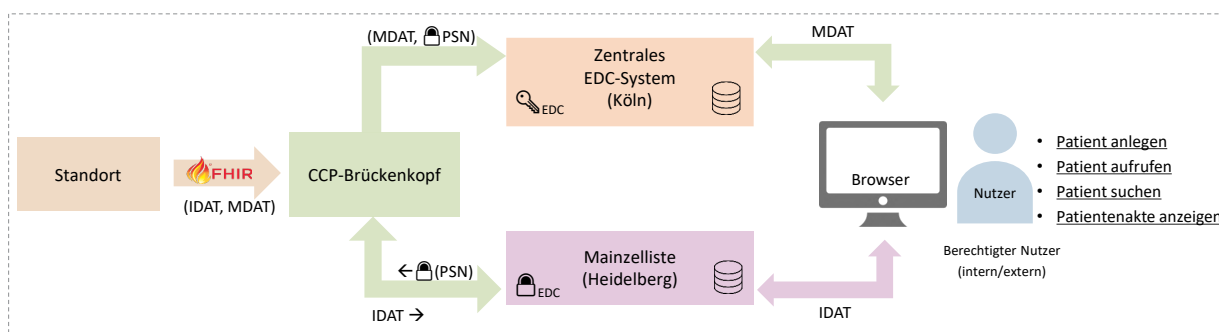 (MDAT, PSN)
MDAT
Zentrales
EDC-System
(Köln)
EDC
Standort
FHIR
(IDAT, MDAT)
CCP-Brückenkopf
Browser
Nutzer
• Patient anlegen
• Patient aufrufen
• Patient suchen
• Patientenakte anzeigen
Berechtigter Nutzer
(intern/extern)
← (PSN)
IDAT →
Mainzelliste
(Heidelberg)
EDC
IDAT